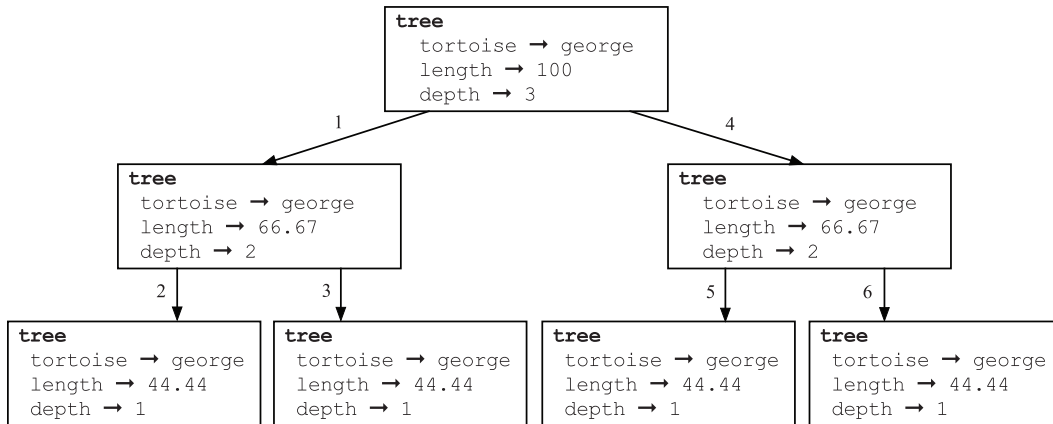 tree
tortoise → george
length → 100
depth → 3
1
4
tree
tortoise → george
length → 66.67
depth → 2
tree
tortoise → george
length → 66.67
depth → 2
2
3
5
6
tree
tortoise → george
length → 44.44
depth → 1
tree
tortoise → george
length → 44.44
depth → 1
tree
tortoise → george
length → 44.44
depth → 1
tree
tortoise → george
length → 44.44
depth → 1